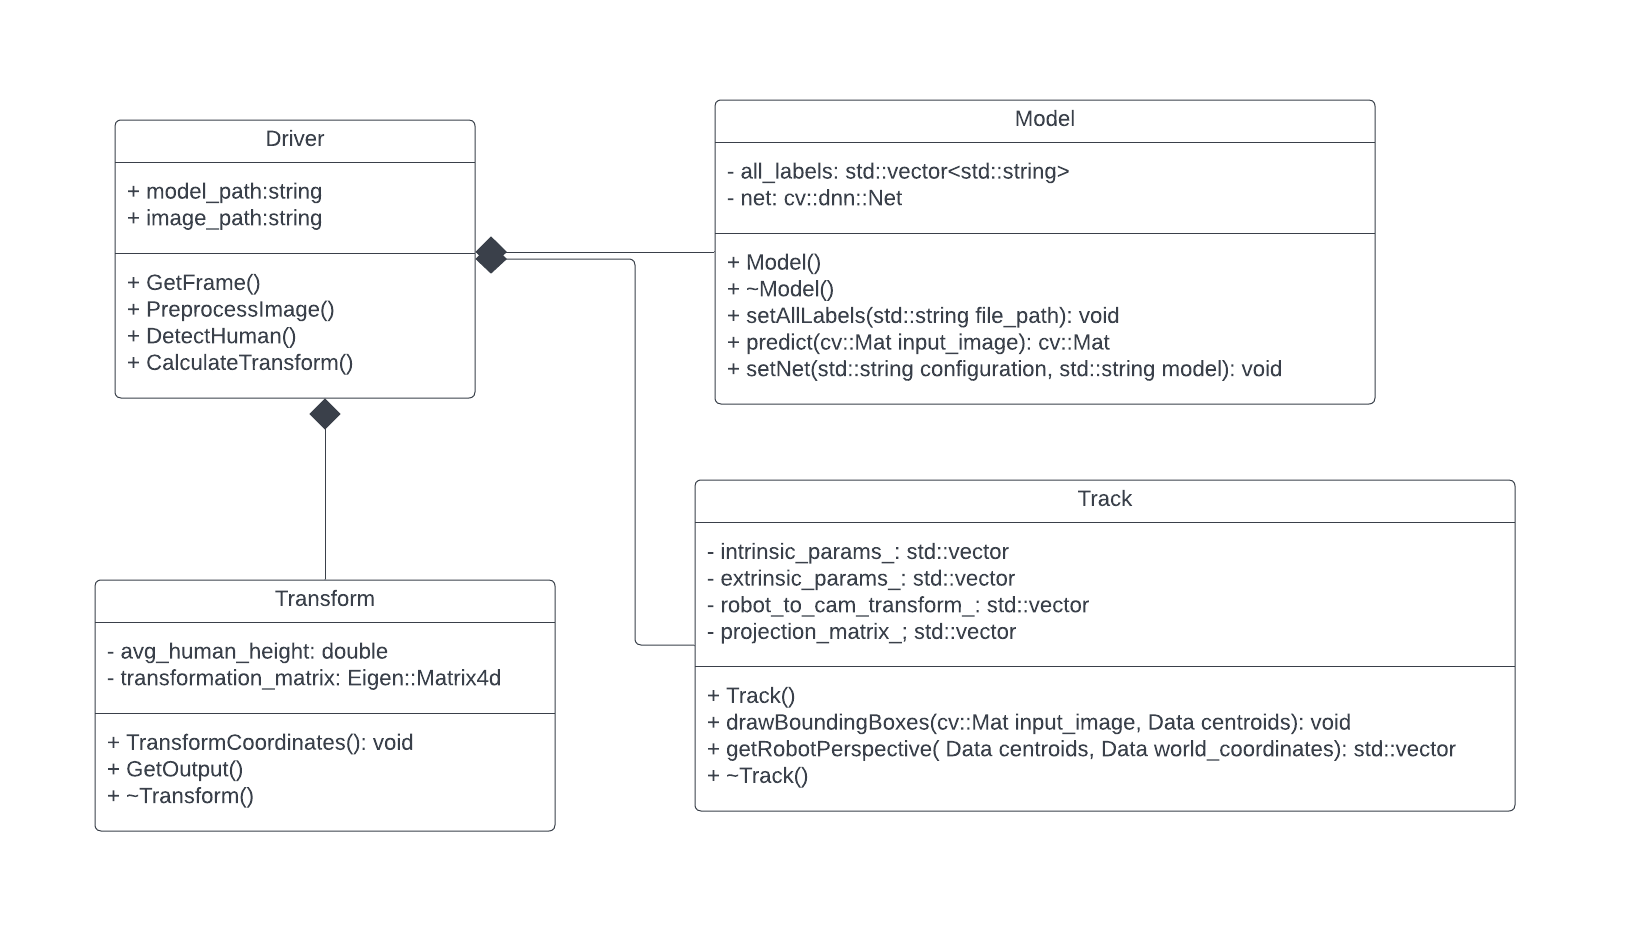 Driver
+ model_path:string
+ image_path:string
+ GetFrame()
+ PreprocessImage()
+ DetectHuman()
+ CalculateTransform()
Model
- all_labels: std::vector<std::string>
- net: cv::dnn::Net
+ Model()
+ ~Model()
+ setAllLabels(std::string file_path): void
+ predict(cv::Mat input_image): cv::Mat
+ setNet(std::string configuration, std::string model): void
Transform
- avg_human_height: double
- transformation_matrix: Eigen::Matrix4d
+ TransformCoordinates(): void
+ GetOutput()
+ ~Transform()
Track
- intrinsic_params_: std::vector
- extrinsic_params_: std::vector
- robot_to_cam_transform_: std::vector
- projection_matrix_; std::vector
+ Track()
+ drawBoundingBoxes(cv::Mat input_image, Data centroids): void
+ getRobotPerspective( Data centroids, Data world_coordinates): std::vector
+ ~Track()